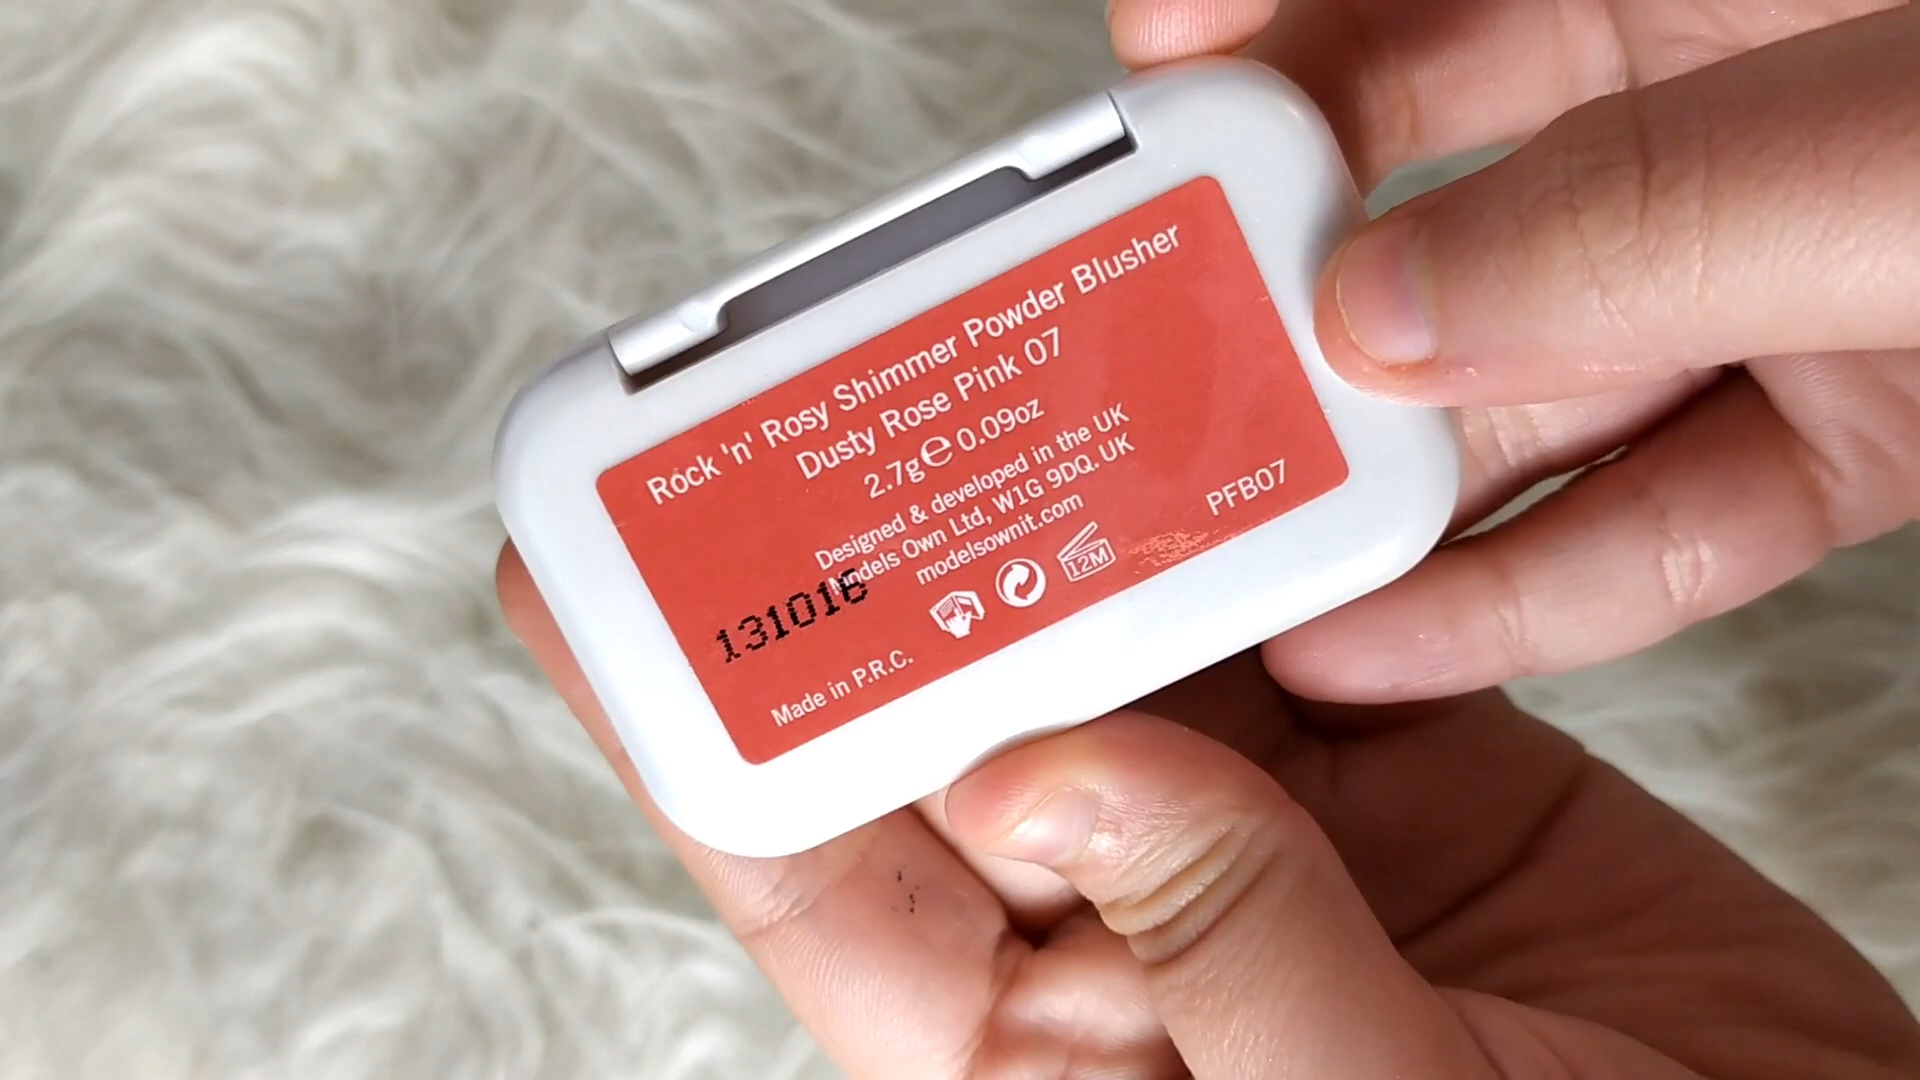 Rock 'n' Rosy Shimmer Powder Blusher
Dusty Rose Pink 07
2.7g℮0.09oz
Designed & developed in the UK
Models Own Ltd, W1G 9DQ. UK
modelsownit.com
131016
12M
PFB07
Made in P.R.C.